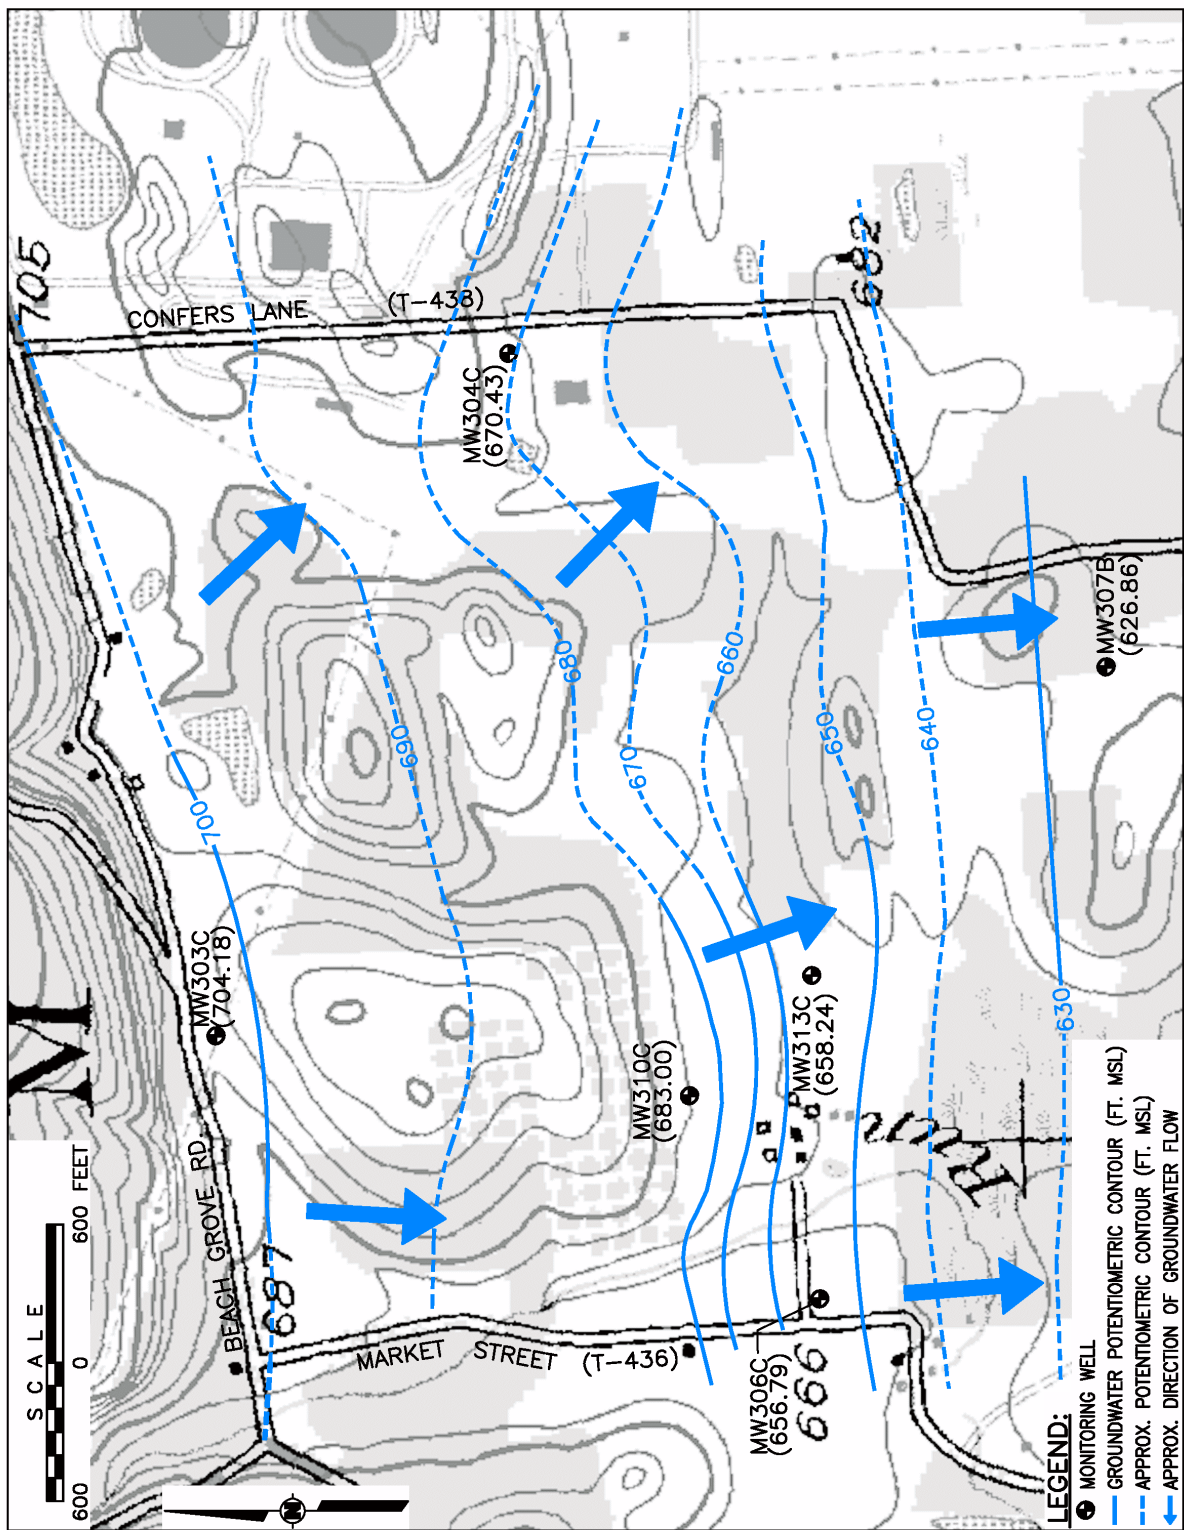 SCALE
600 0 600 FEET
705
CONFERS LANE (T-438)
682
MW304C
(670.43)
MW307B
(626.86)
MW303C
(704.18)
MW310C
(683.00)
MW313C
(658.24)
MW306C
(656.79)
700
690
680
670
660
650
640
630
BEACH GROVE RD.
687
MARKET STREET (T-436)
666
N
LEGEND:
MONITORING WELL
GROUNDWATER POTENTIOMETRIC CONTOUR (FT. MSL)
APPROX. POTENTIOMETRIC CONTOUR (FT. MSL)
APPROX. DIRECTION OF GROUNDWATER FLOW